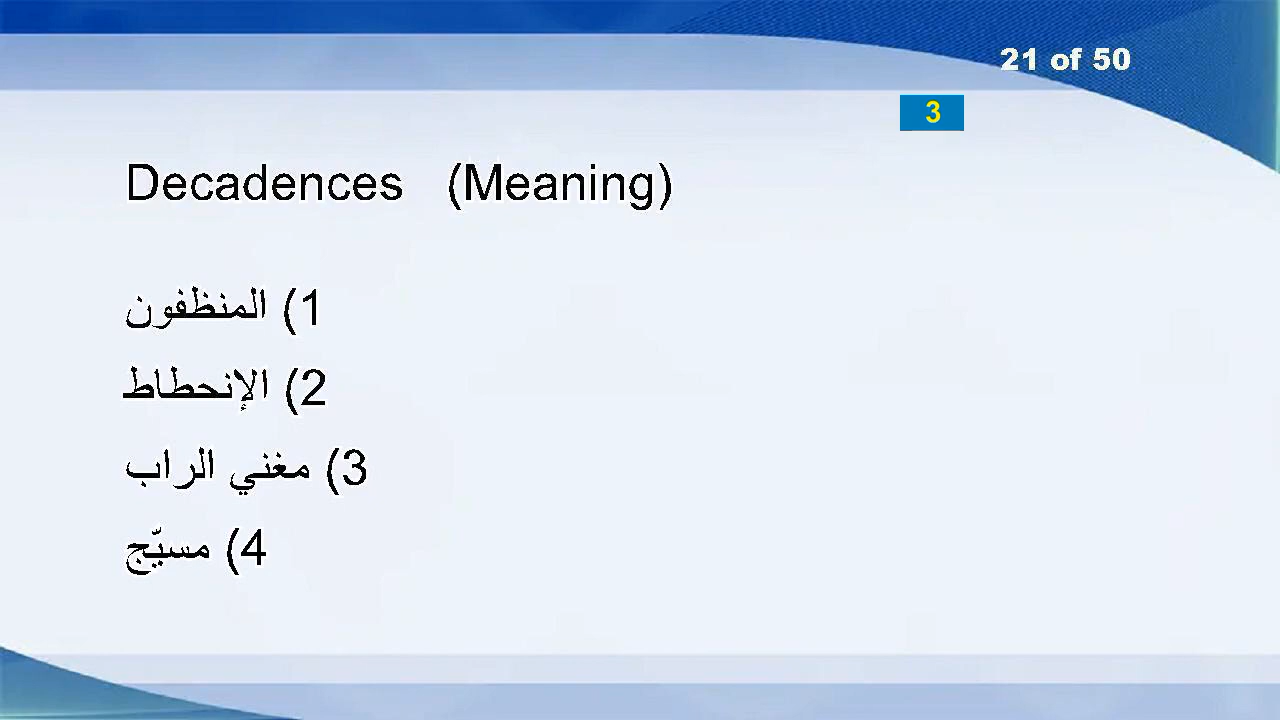 21 of 50
3
Decadences (Meaning)
1) المنظفون
2) الإنحطاط
3) مغني الراب
4) مسيّج